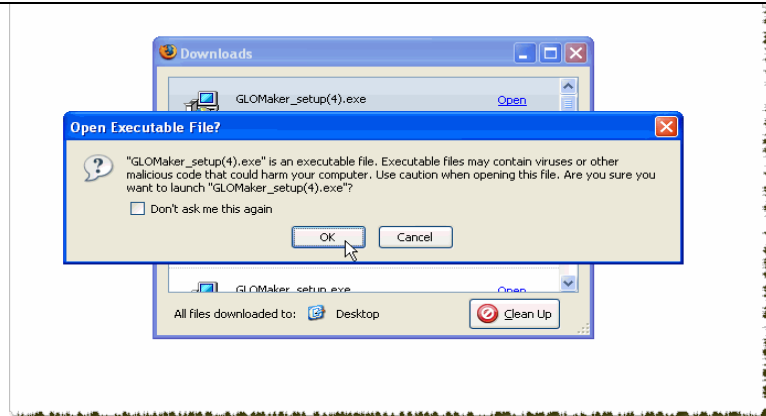 Downloads
GLOMaker_setup(4).exe Open
Open Executable File?
"GLOMaker_setup(4).exe" is an executable file. Executable files may contain viruses or other
malicious code that could harm your computer. Use caution when opening this file. Are you sure you
want to launch "GLOMaker_setup(4).exe"?
Don't ask me this again
OK Cancel
GLOMaker_setup.exe Open
All files downloaded to: Desktop Clean Up